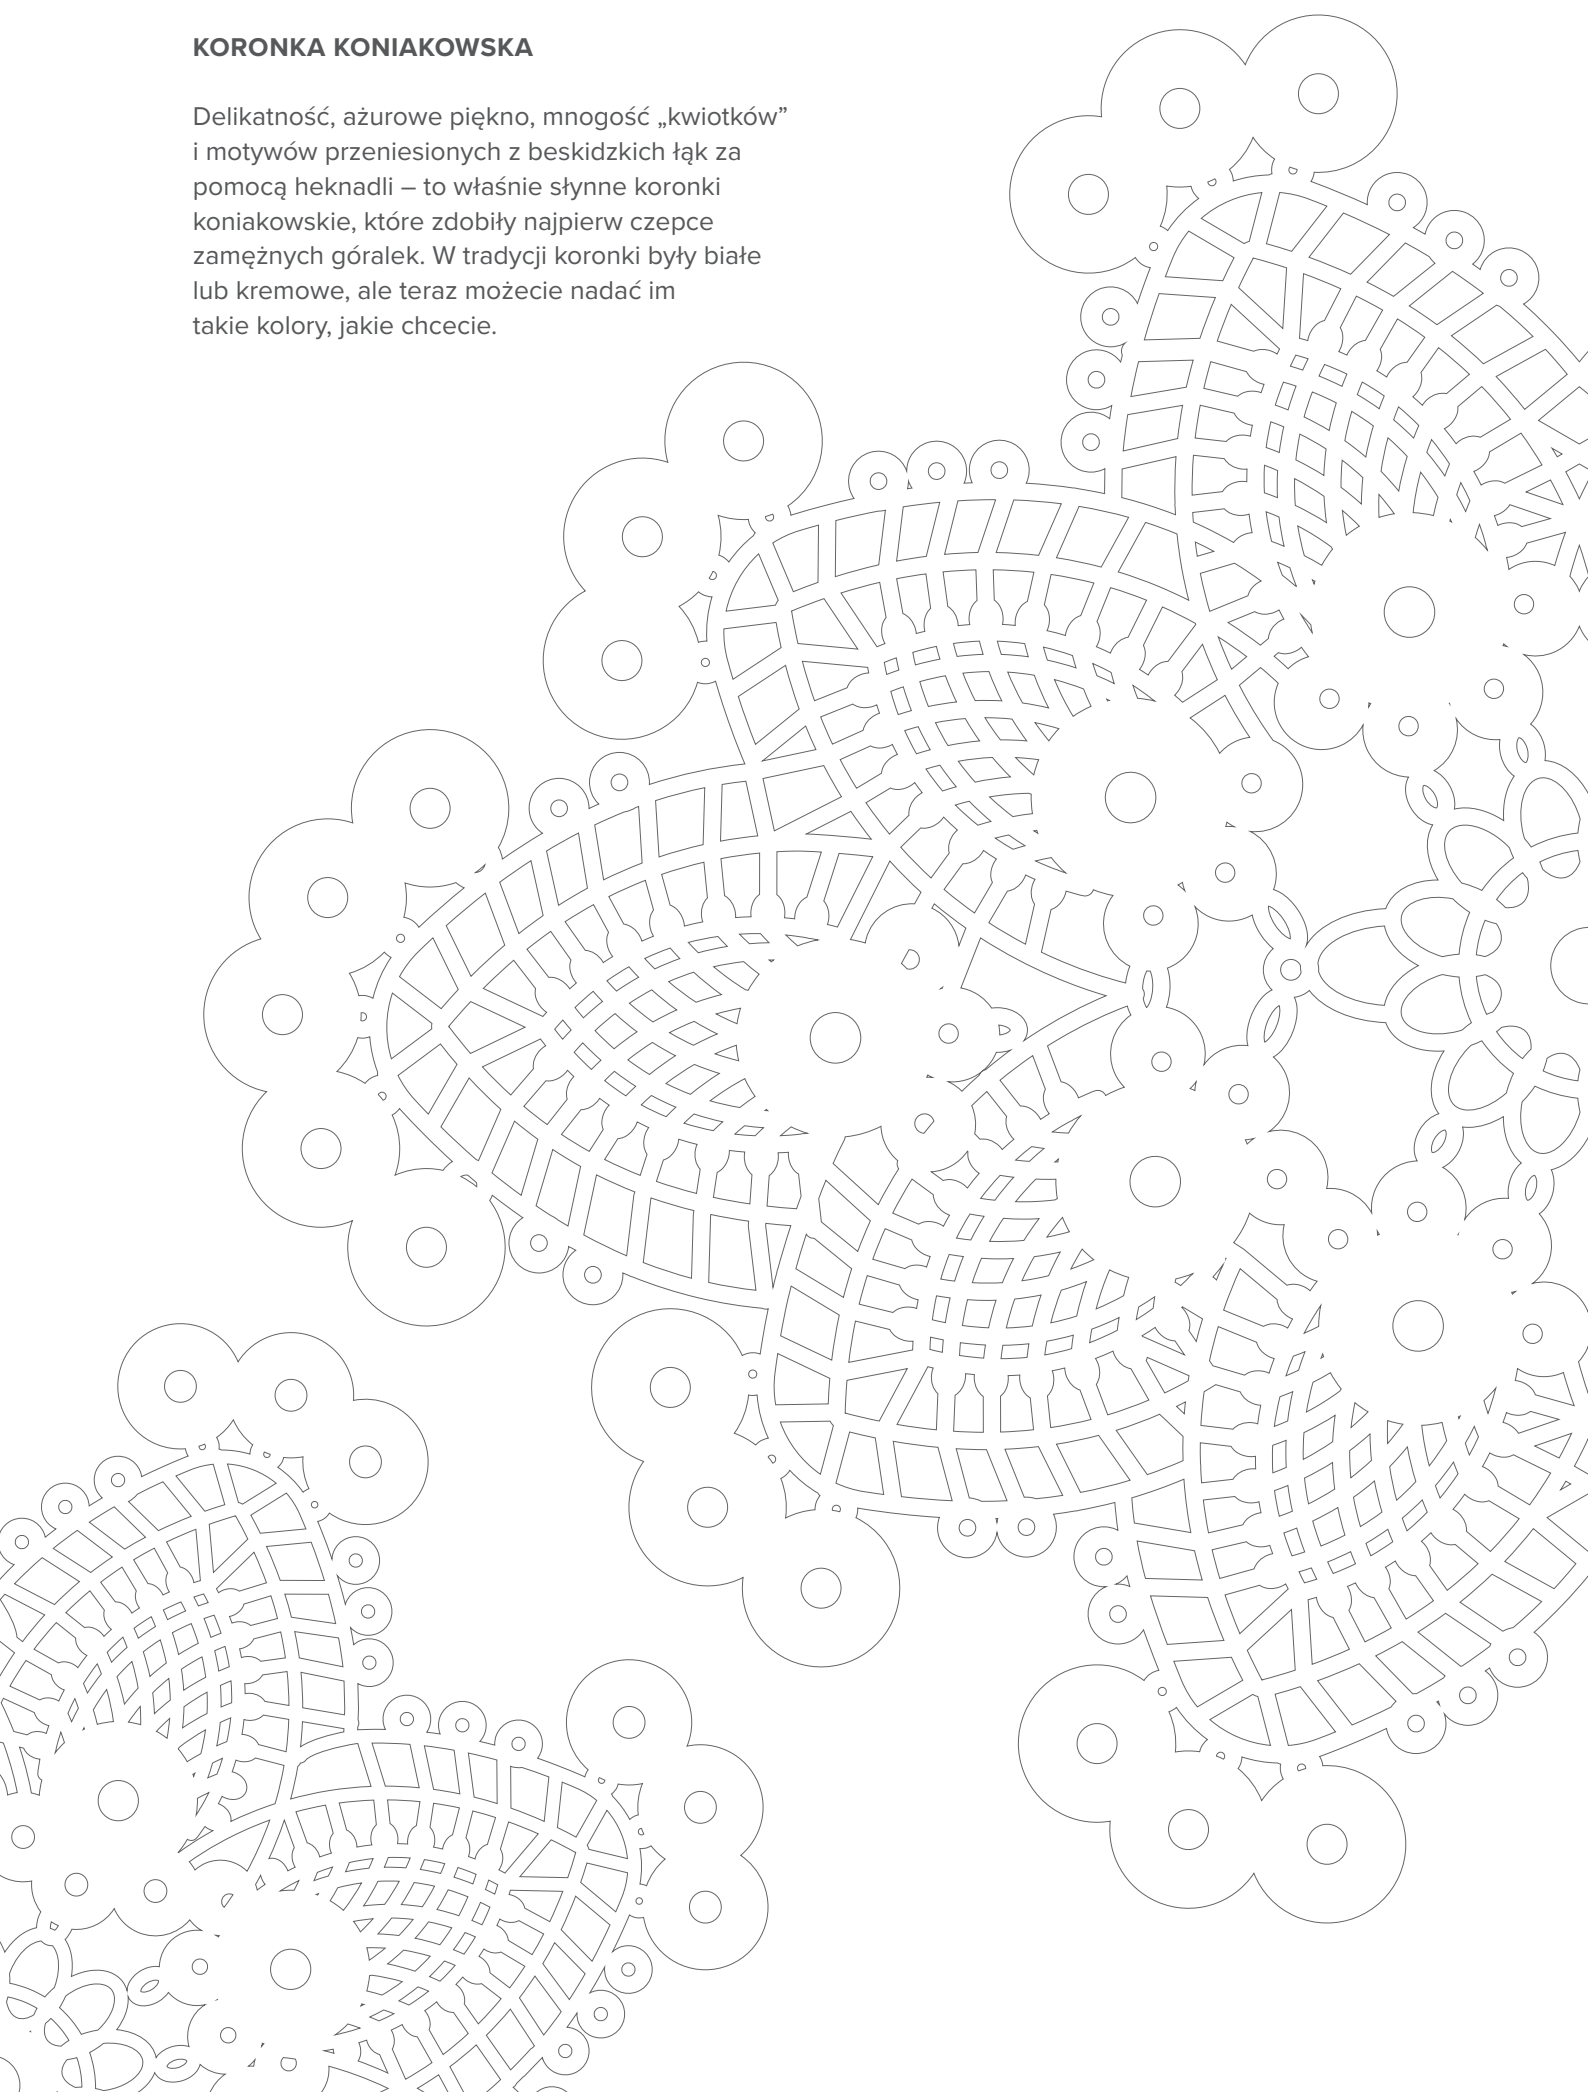 KORONKA KONIAKOWSKA
Delikatność, ażurowe piękno, mnogość „kwiotków”
i motywów przeniesionych z beskidzkich łąk za
pomocą heknadli – to właśnie słynne koronki
koniakowskie, które zdobiły najpierw czepce
zamężnych góralek. W tradycji koronki były białe
lub kremowe, ale teraz możecie nadać im
takie kolory, jakie chcecie.